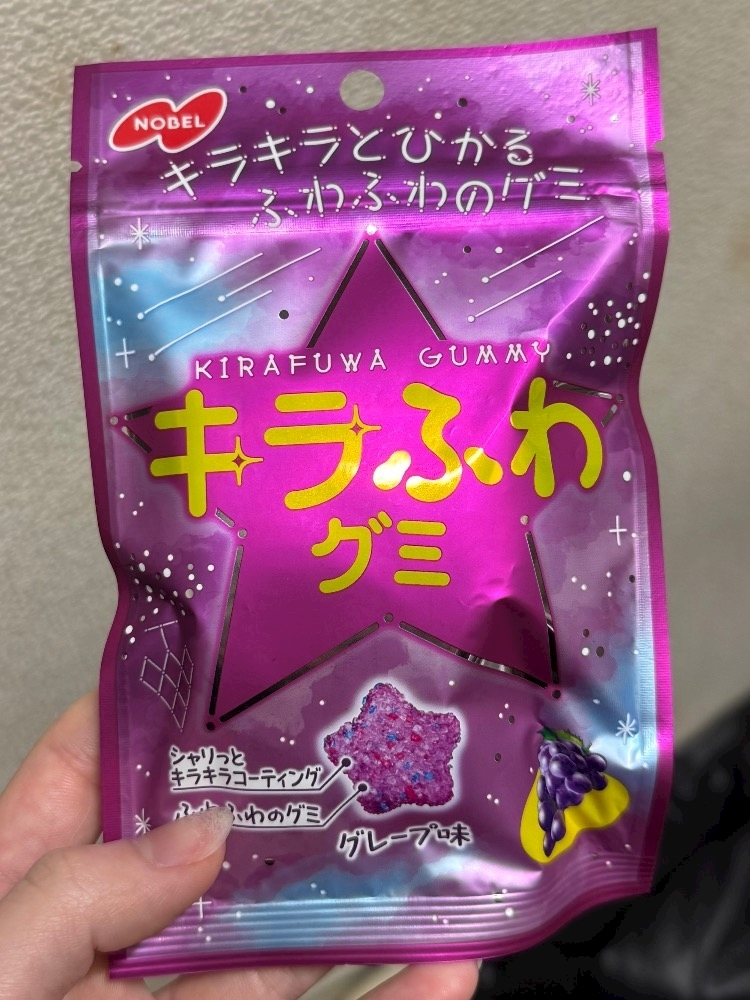 NOBEL
キラキラとひかる
ふわふわのグミ
KIRAFUWA GUMMY
キラふわ
グミ
シャリっと
キラキラコーティング
ふわふわのグミ
グレープ味